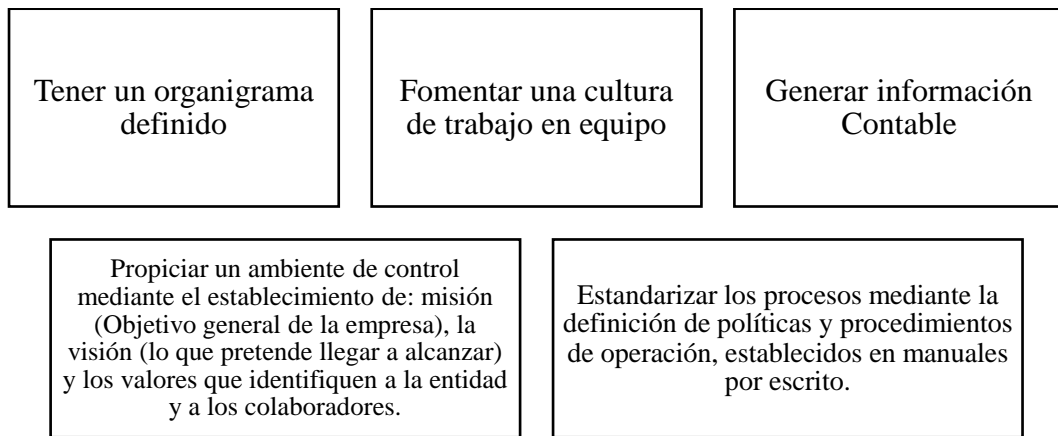 Tener un organigrama
definido
Fomentar una cultura
de trabajo en equipo
Generar información
Contable
Propiciar un ambiente de control
mediante el establecimiento de: misión
(Objetivo general de la empresa), la
visión (lo que pretende llegar a alcanzar)
y los valores que identifiquen a la entidad
y a los colaboradores.
Estandarizar los procesos mediante la
definición de políticas y procedimientos
de operación, establecidos en manuales
por escrito.